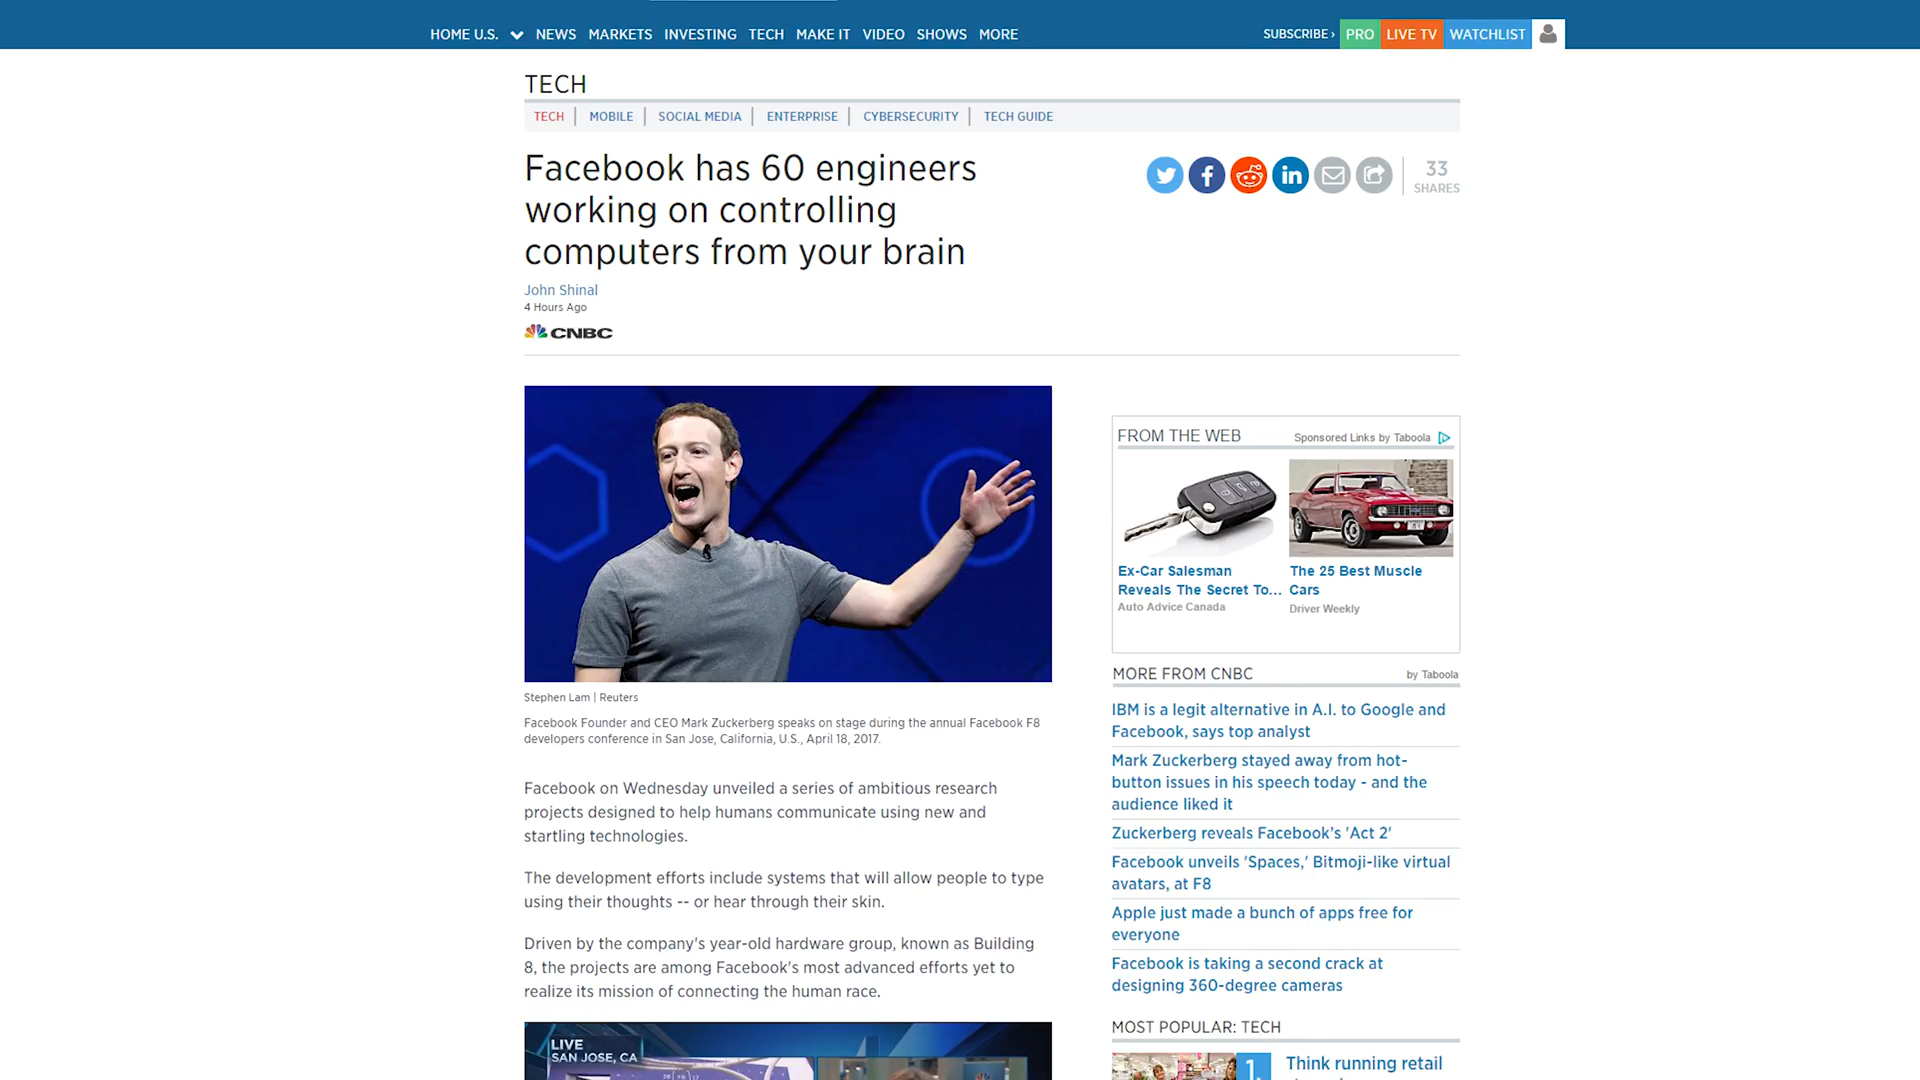 HOME U.S. NEWS MARKETS INVESTING TECH MAKE IT VIDEO SHOWS MORE SUBSCRIBE › PRO LIVE TV WATCHLIST
TECH
TECH MOBILE SOCIAL MEDIA ENTERPRISE CYBERSECURITY TECH GUIDE
Facebook has 60 engineers
working on controlling
computers from your brain
33
SHARES
John Shinal
4 Hours Ago
CNBC
Stephen Lam | Reuters
Facebook Founder and CEO Mark Zuckerberg speaks on stage during the annual Facebook F8
developers conference in San Jose, California, U.S., April 18, 2017.
Facebook on Wednesday unveiled a series of ambitious research
projects designed to help humans communicate using new and
startling technologies.
The development efforts include systems that will allow people to type
using their thoughts -- or hear through their skin.
Driven by the company's year-old hardware group, known as Building
8, the projects are among Facebook's most advanced efforts yet to
realize its mission of connecting the human race.
LIVE
SAN JOSE, CA
FROM THE WEB
Sponsored Links by Taboola
Ex-Car Salesman
Reveals The Secret To...
Auto Advice Canada
The 25 Best Muscle
Cars
Driver Weekly
MORE FROM CNBC
by Taboola
IBM is a legit alternative in A.I. to Google and
Facebook, says top analyst
Mark Zuckerberg stayed away from hot-
button issues in his speech today - and the
audience liked it
Zuckerberg reveals Facebook's 'Act 2'
Facebook unveils 'Spaces,' Bitmoji-like virtual
avatars, at F8
Apple just made a bunch of apps free for
everyone
Facebook is taking a second crack at
designing 360-degree cameras
MOST POPULAR: TECH
1
Think running retail